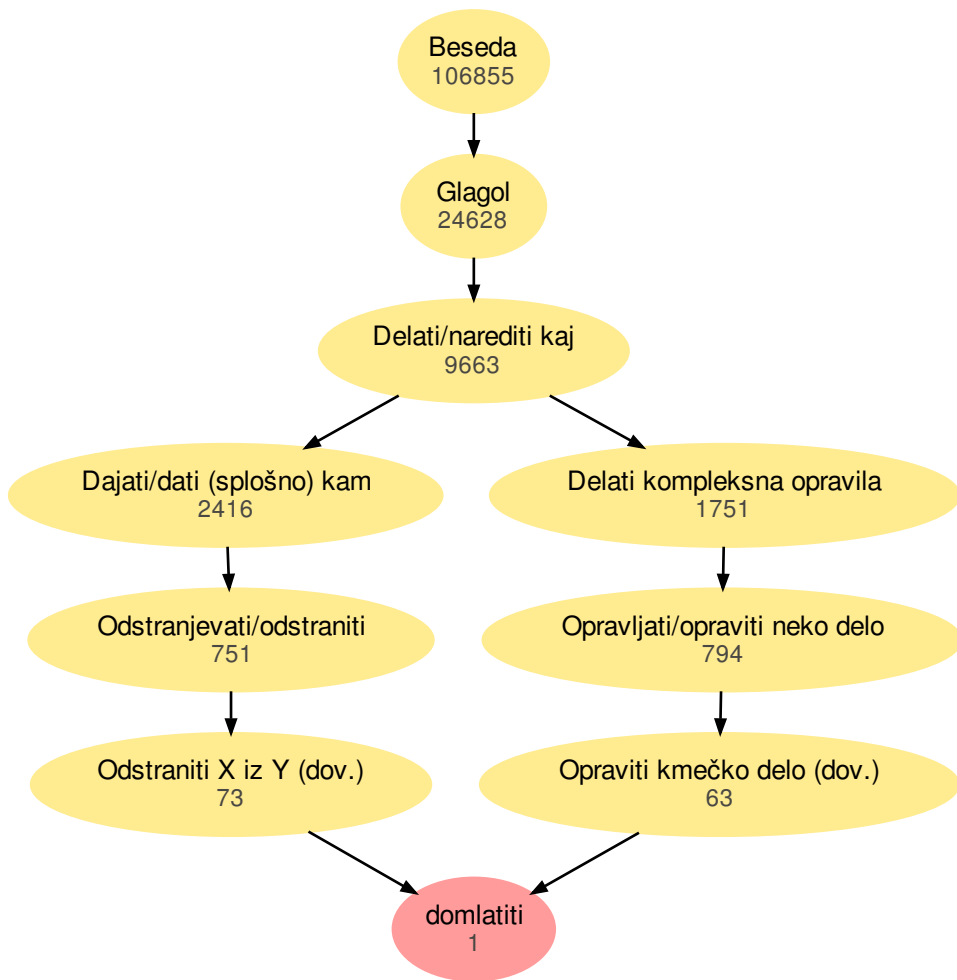 Beseda
106855
Glagol
24628
Delati/narediti kaj
9663
Dajati/dati (splošno) kam
2416
Delati kompleksna opravila
1751
Odstranjevati/odstraniti
751
Opravljati/opraviti neko delo
794
Odstraniti X iz Y (dov.)
73
Opraviti kmečko delo (dov.)
63
domlatiti
1